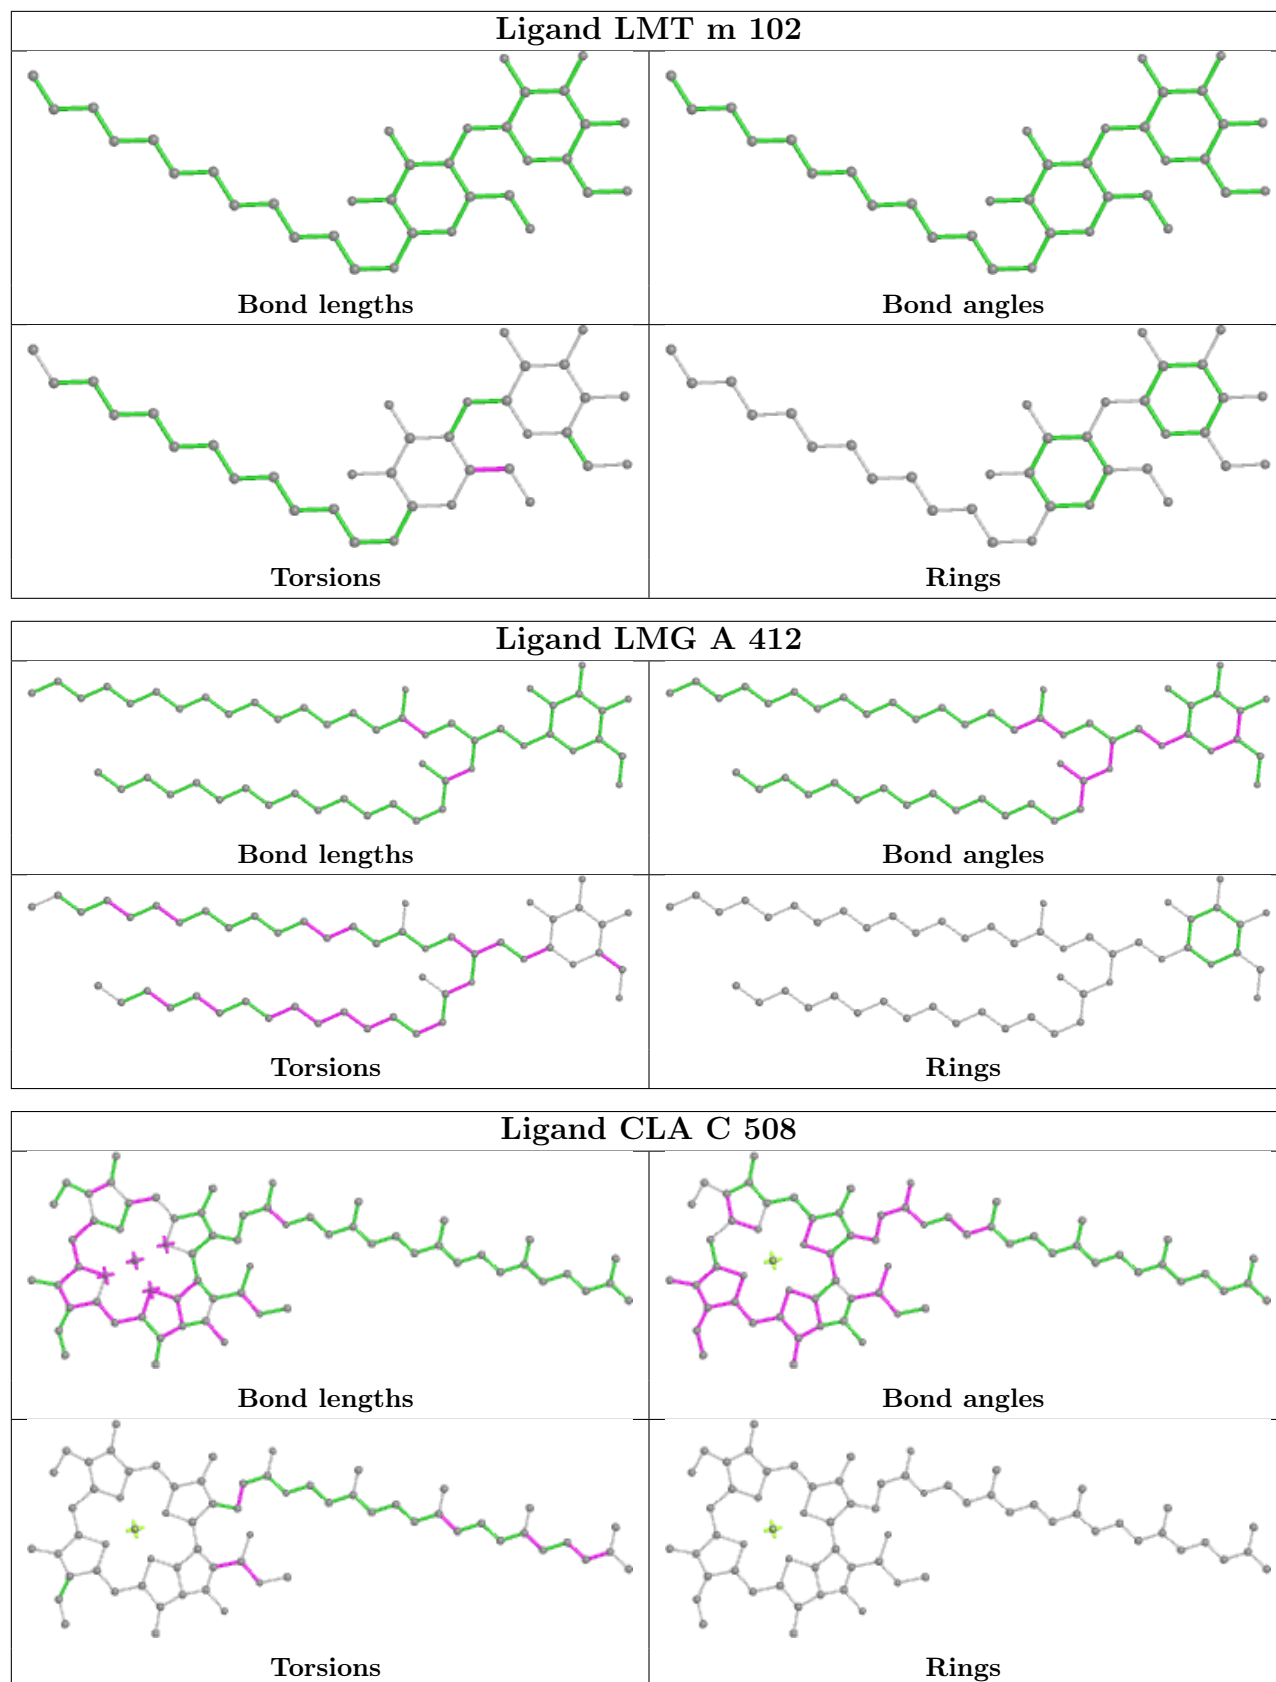 Ligand LMT m 102
Bond lengths
Bond angles
Torsions
Rings
Ligand LMG A 412
Bond lengths
Bond angles
Torsions
Rings
Ligand CLA C 508
Bond lengths
Bond angles
Torsions
Rings